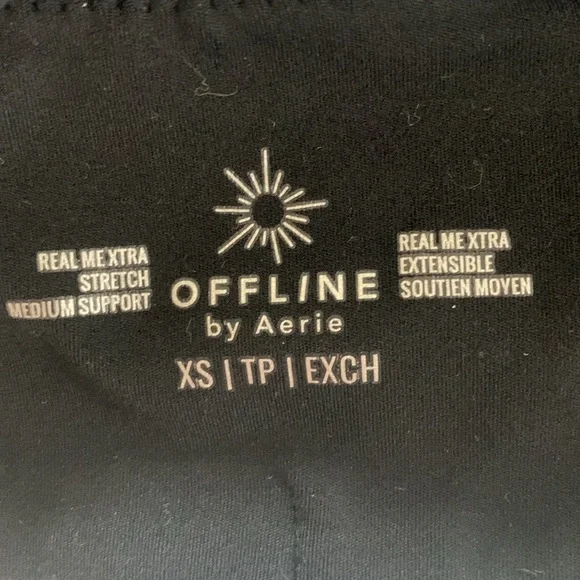 REAL ME XTRA
STRETCH
MEDIUM SUPPORT
OFFLINE
by Aerie
XS | TP | EXCH
REAL ME XTRA
EXTENSIBLE
SOUTIEN MOYEN